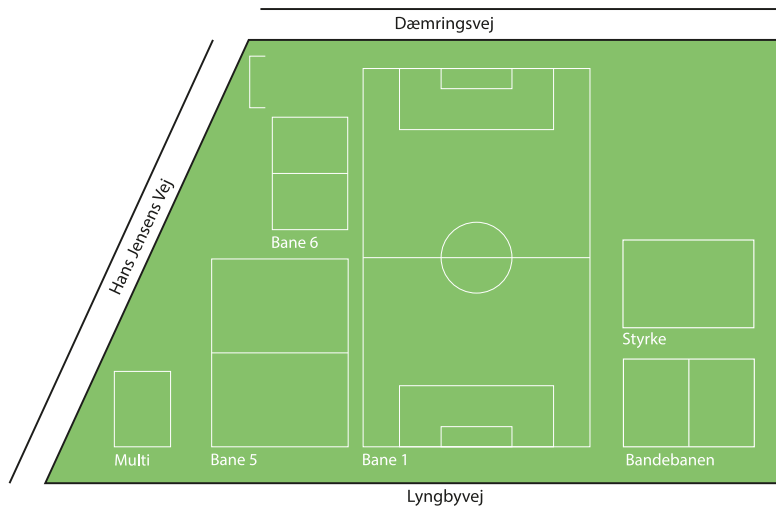 Dæmringsvej
Hans Jensens Vej
Bane 6
Styrke
Multi
Bane 5
Bane 1
Bandebanen
Lyngbyvej